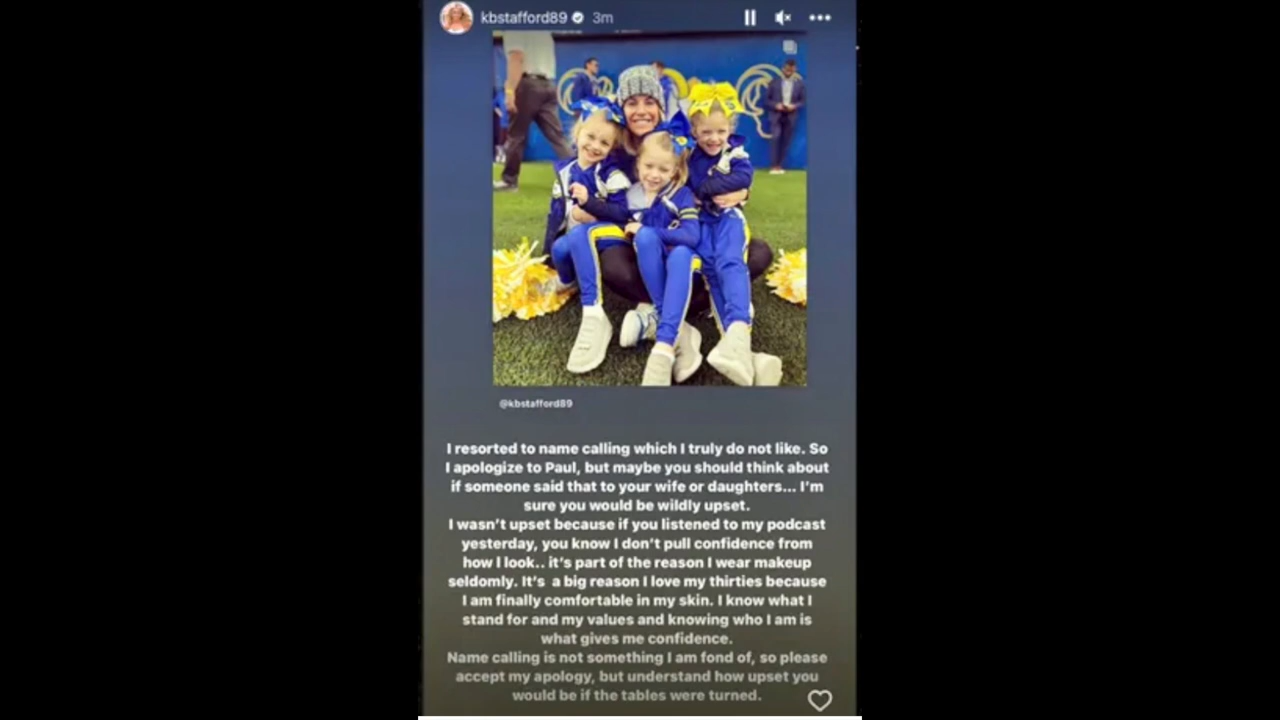 kbstafford89 3m
@kbstafford89
I resorted to name calling which I truly do not like. So
I apologize to Paul, but maybe you should think about
if someone said that to your wife or daughters... I'm
sure you would be wildly upset.
I wasn't upset because if you listened to my podcast
yesterday, you know I don't pull confidence from
how I look.. it's part of the reason I wear makeup
seldomly. It's a big reason I love my thirties because
I am finally comfortable in my skin. I know what I
stand for and my values and knowing who I am is
what gives me confidence.
Name calling is not something I am fond of, so please
accept my apology, but understand how upset you
would be if the tables were turned.